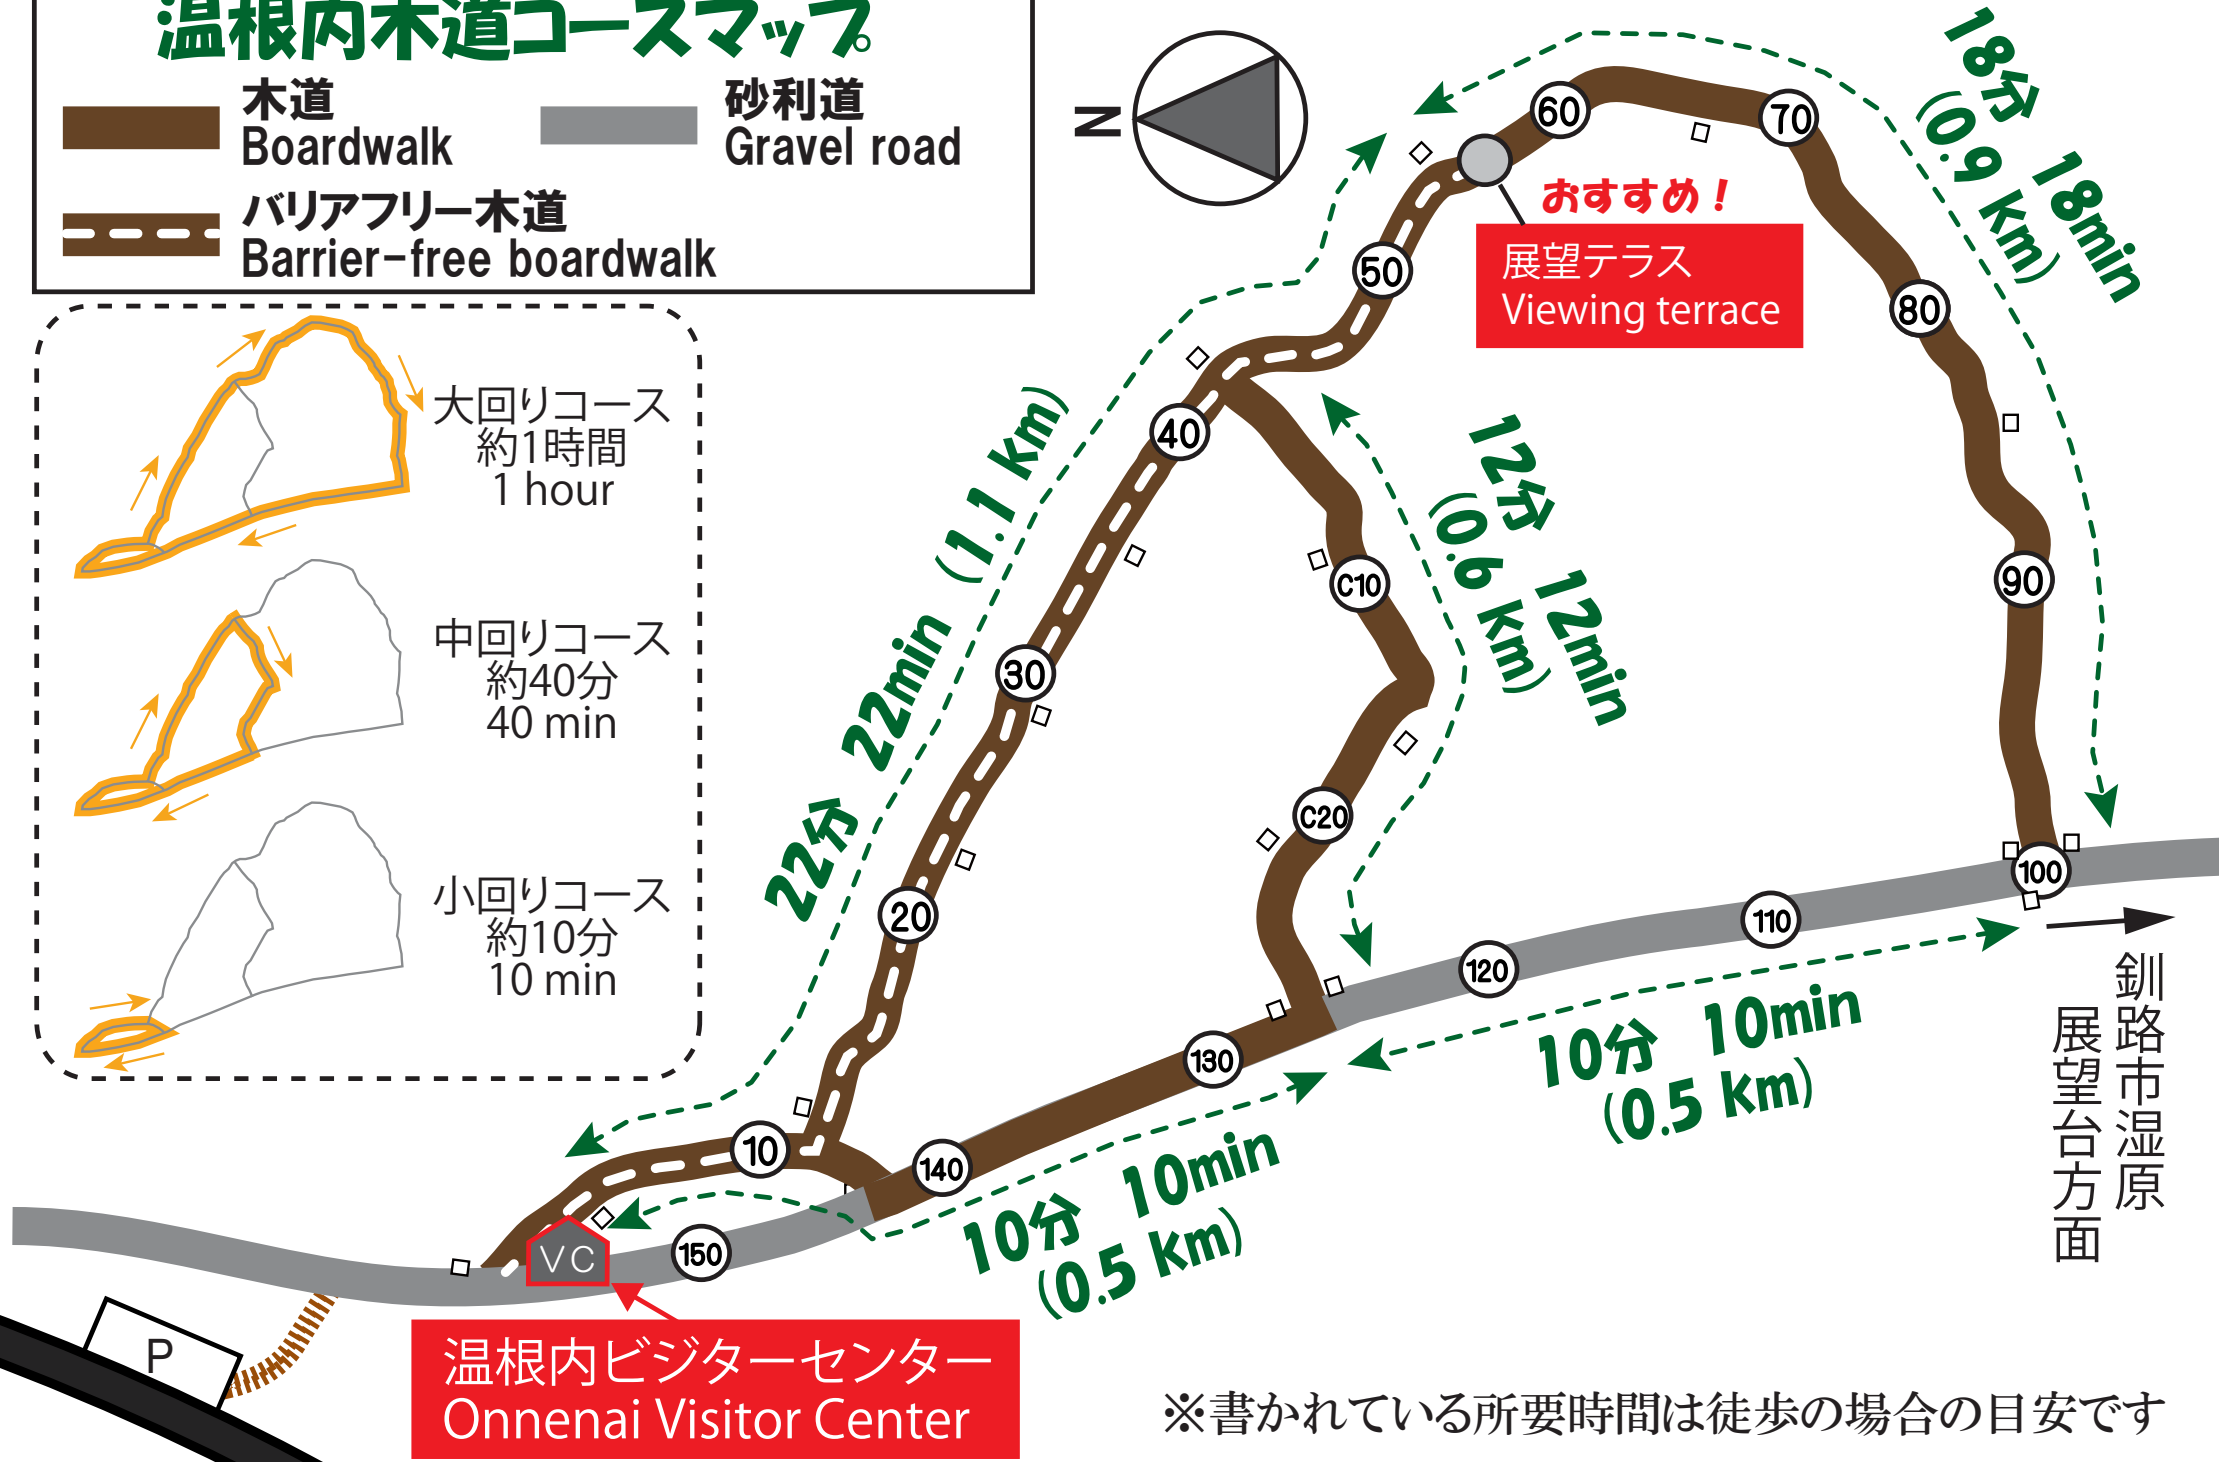 温根内木道コースマップ
木道
Boardwalk
砂利道
Gravel road
バリアフリー木道
Barrier-free boardwalk
N
大回りコース
約1時間
1 hour
中回りコース
約40分
40 min
小回りコース
約10分
10 min
60
70
おすすめ！
展望テラス
Viewing terrace
50
80
40
30
20
10
C10
C20
90
100
110
120
130
140
150
18分 18min
(0.9 km)
22分 22min (1.1 km)
12分 12min
(0.6 km)
10分 10min
(0.5 km)
10分 10min
(0.5 km)
釧路市湿原
展望台方面
VC
P
温根内ビジターセンター
Onnenai Visitor Center
※書かれている所要時間は徒歩の場合の目安です